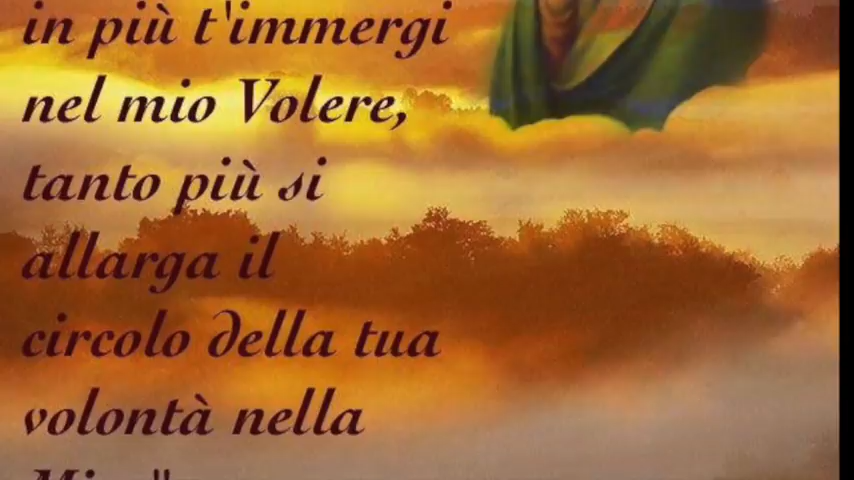 in più t'immergi
nel mio Volere,
tanto più si
allarga il
circolo della tua
volontà nella